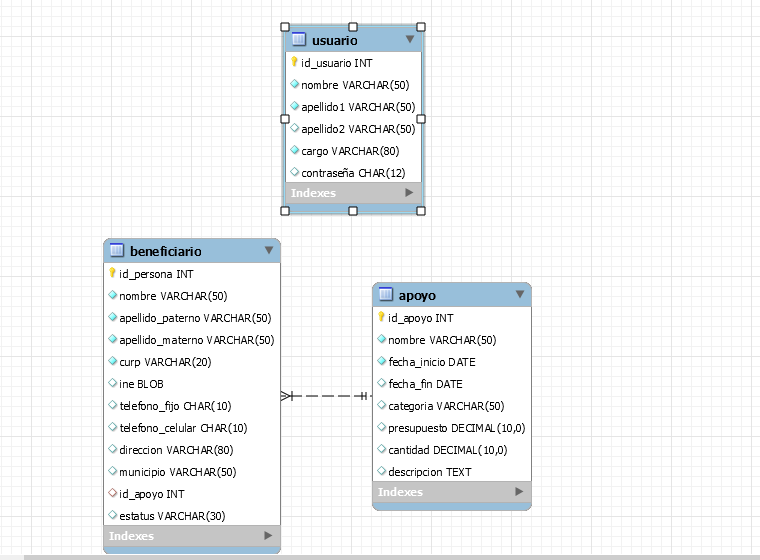 usuario
id_usuario INT
nombre VARCHAR(50)
apellido1 VARCHAR(50)
apellido2 VARCHAR(50)
cargo VARCHAR(80)
contraseña CHAR(12)
Indexes
beneficiario
id_persona INT
nombre VARCHAR(50)
apellido_paterno VARCHAR(50)
apellido_materno VARCHAR(50)
curp VARCHAR(20)
ine BLOB
telefono_fijo CHAR(10)
telefono_celular CHAR(10)
direccion VARCHAR(80)
municipio VARCHAR(50)
id_apoyo INT
estatus VARCHAR(30)
Indexes
apoyo
id_apoyo INT
nombre VARCHAR(50)
fecha_inicio DATE
fecha_fin DATE
categoria VARCHAR(50)
presupuesto DECIMAL(10,0)
cantidad DECIMAL(10,0)
descripcion TEXT
Indexes